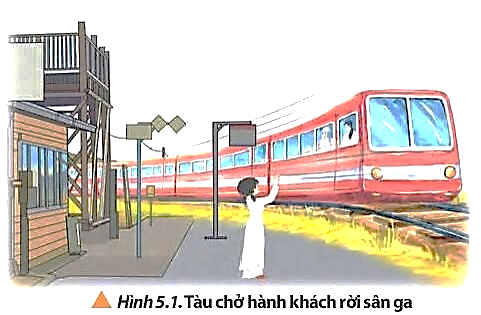 Hình 5.1. Tàu chở hành khách rời sân ga